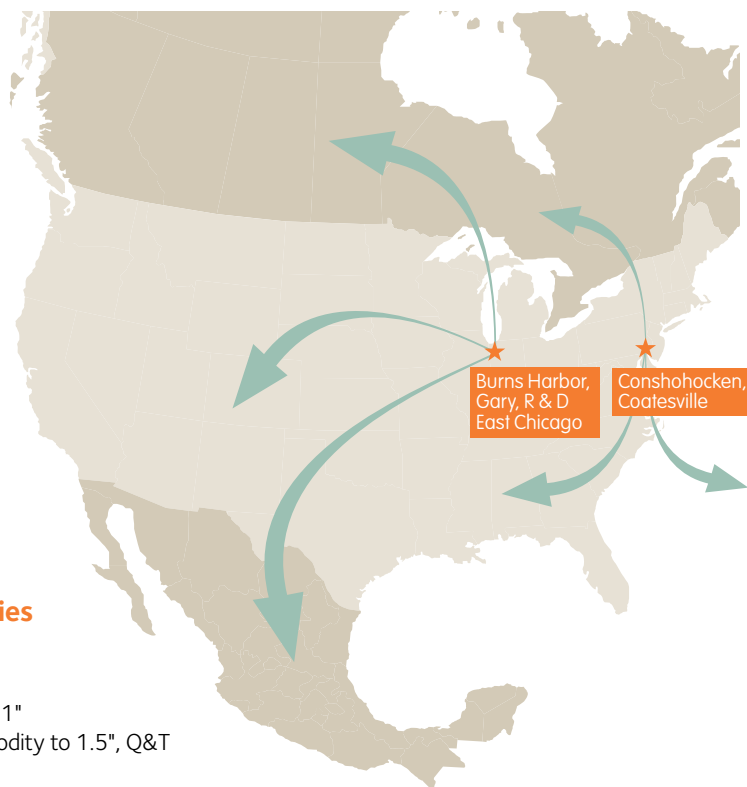 Burns Harbor,
Gary, R & D
East Chicago
Conshohocken,
Coatesville
ies
1"
odity to 1.5", Q&T